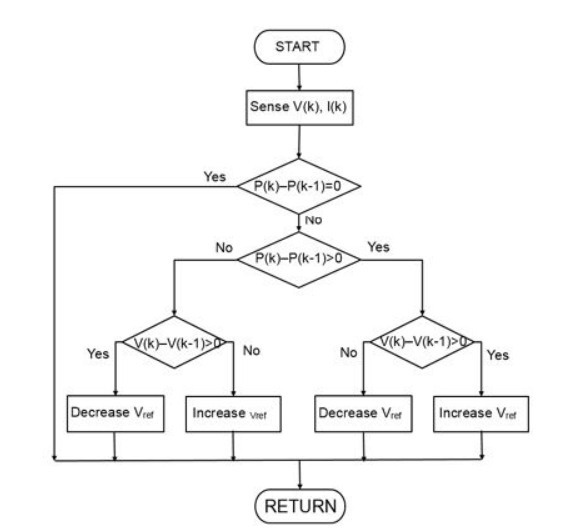 START
Sense V(k), I(k)
Yes
P(k)–P(k-1)=0
No
No
P(k)–P(k-1)>0
Yes
Yes
V(k)–V(k-1)>0
No
No
V(k)–V(k-1)>0
Yes
Decrease Vref
Increase Vref
Decrease Vref
Increase Vref
RETURN